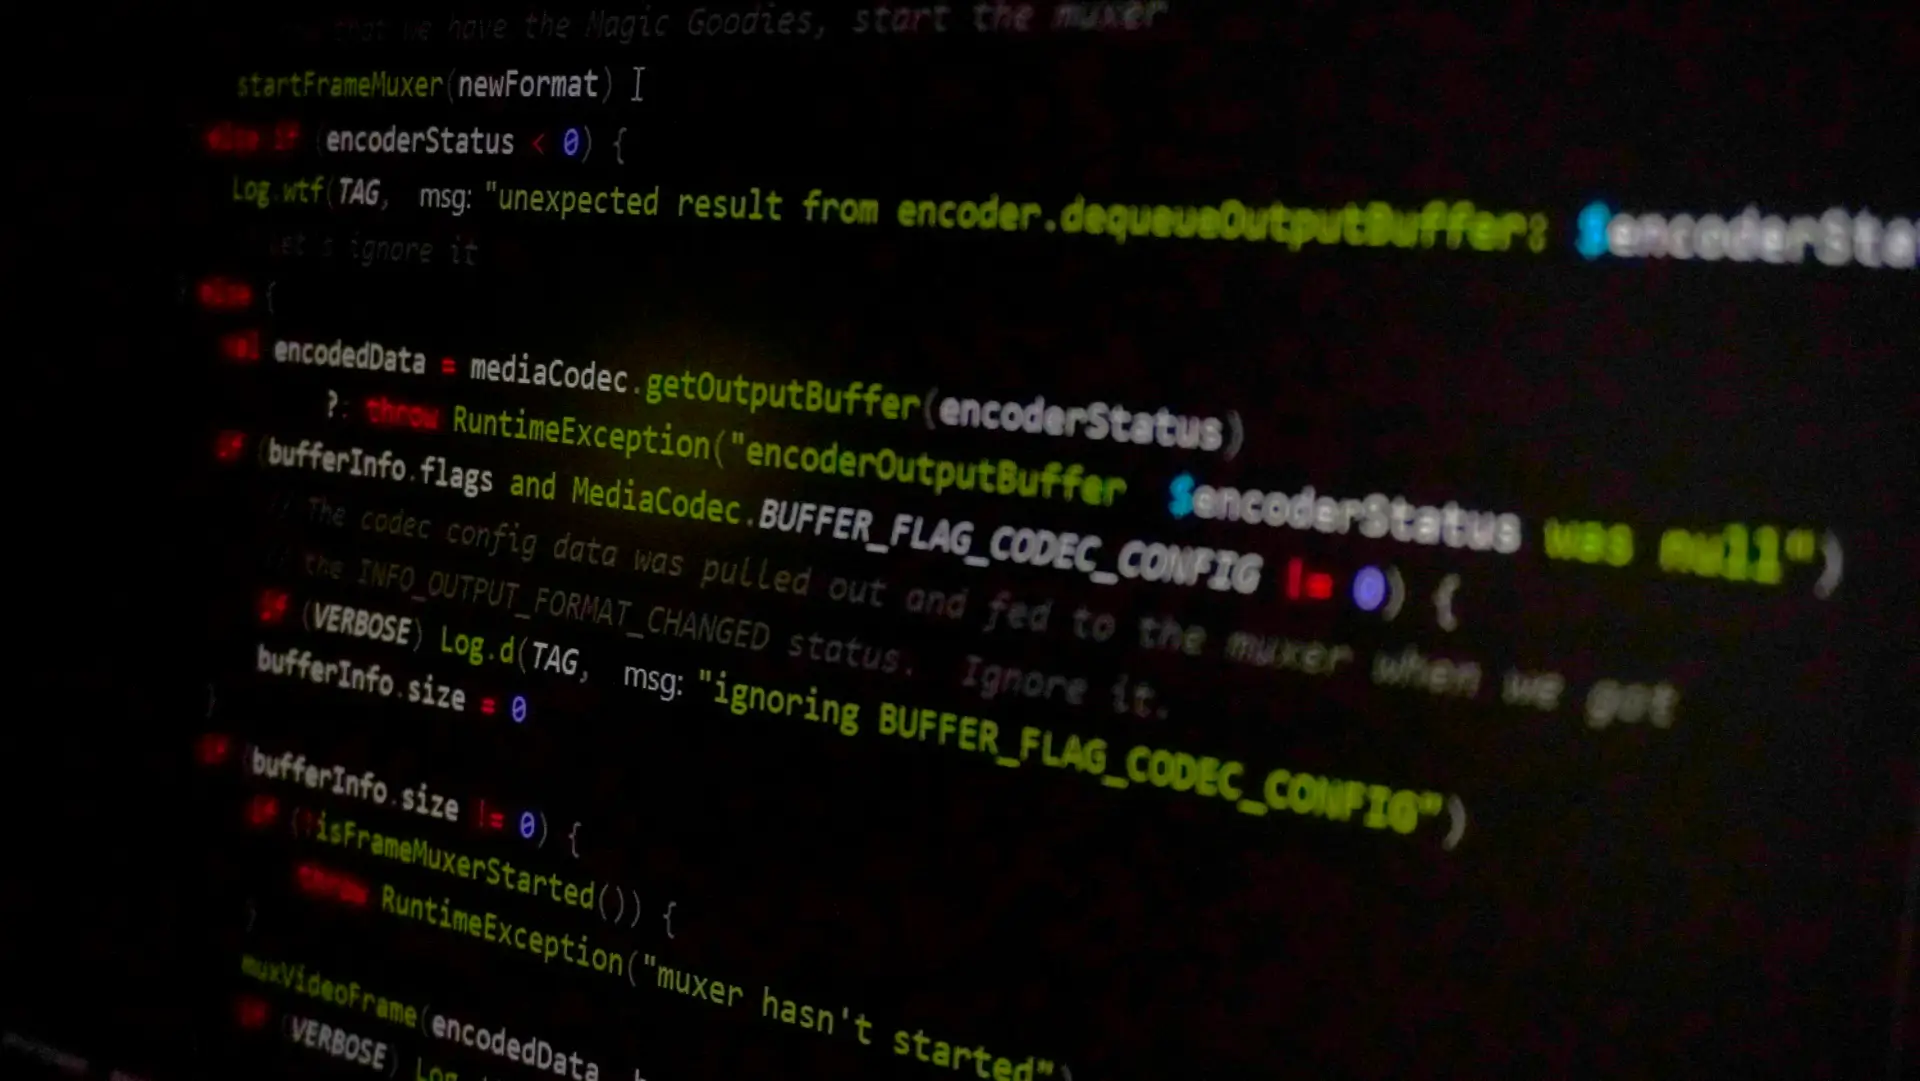 that we have the Magic Goodies, start the muxer
startFrameMuxer(newFormat)
else if (encoderStatus < 0) {
Log.wtf(TAG, msg: "unexpected result from encoder.dequeueOutputBuffer: $encoderSta
let's ignore it
} else {
val encodedData = mediaCodec.getOutputBuffer(encoderStatus)
?: throw RuntimeException("encoderOutputBuffer $encoderStatus was null")
if (bufferInfo.flags and MediaCodec.BUFFER_FLAG_CODEC_CONFIG != 0) {
// The codec config data was pulled out and fed to the muxer when we got
// the INFO_OUTPUT_FORMAT_CHANGED status. Ignore it.
if (VERBOSE) Log.d(TAG, msg: "ignoring BUFFER_FLAG_CODEC_CONFIG")
bufferInfo.size = 0
}
if (bufferInfo.size != 0) {
if (!isFrameMuxerStarted()) {
throw RuntimeException("muxer hasn't started")
}
muxVideoFrame(encodedData,
if (VERBOSE) Log